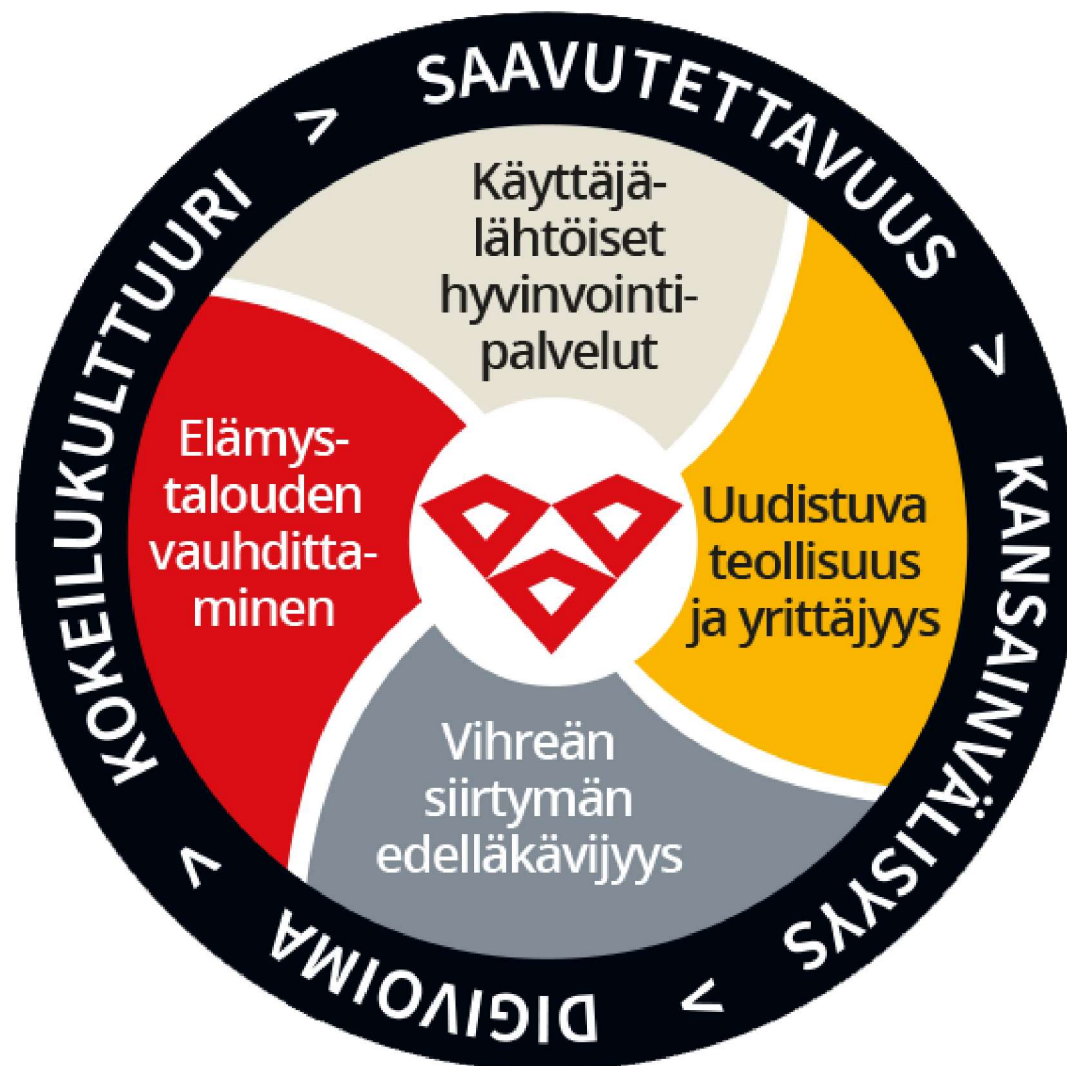 SAAVUTETTAVUUS >
KANSAINVÄLISYYS >
DIGIVOIMA >
KOKEILUKULTTUURI >
Käyttäjä-
lähtöiset
hyvinvointi-
palvelut
Uudistuva
teollisuus
ja yrittäjyys
Vihreän
siirtymän
edelläkävijyys
Elämys-
talouden
vauhditta-
minen